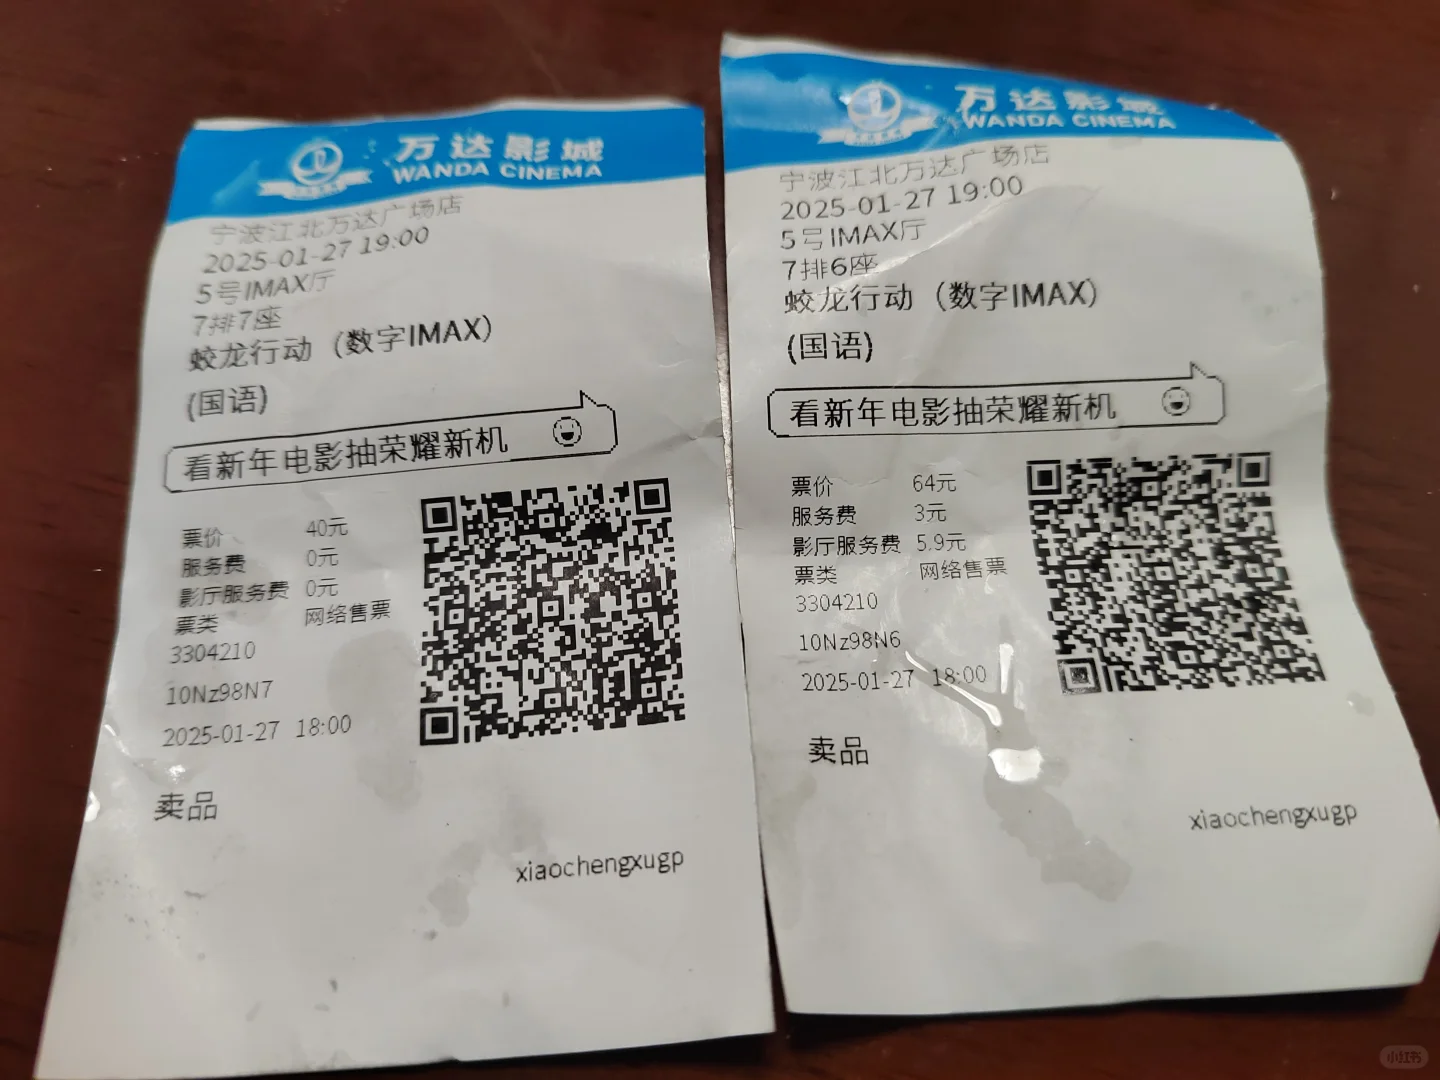 万达影城
WANDA CINEMA
宁波江北万达广场店
2025-01-27 19:00
5号IMAX厅
7排7座
蛟龙行动（数字IMAX）
(国语)
看新年电影抽荣耀新机
票价 40元
服务费 0元
影厅服务费 0元
票类 网络售票
3304210
10Nz98N7
2025-01-27 18:00
卖品
xiaochengxugp
万达影城
WANDA CINEMA
宁波江北万达广场店
2025-01-27 19:00
5号IMAX厅
7排6座
蛟龙行动（数字IMAX）
(国语)
看新年电影抽荣耀新机
票价 64元
服务费 3元
影厅服务费 5.9元
票类 网络售票
3304210
10Nz98N6
2025-01-27 18:00
卖品
xiaochengxugp
小红书